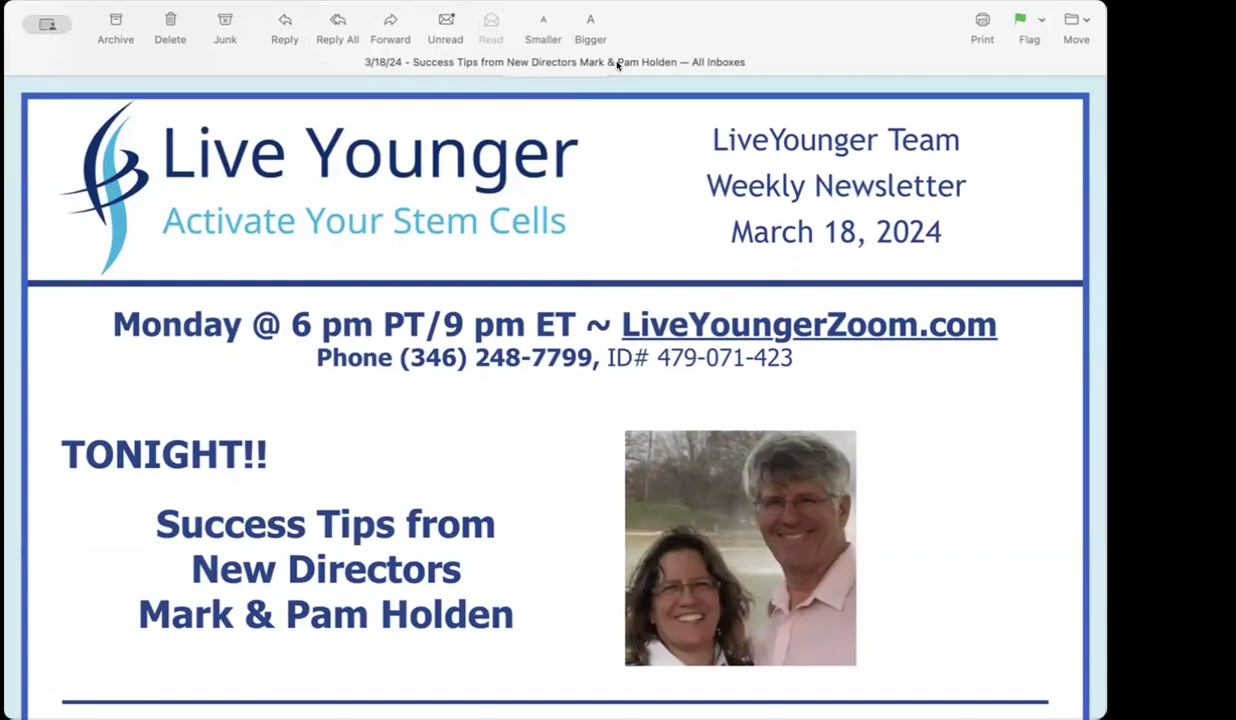 Archive
Delete
Junk
Reply
Reply All
Forward
Unread
Read
A
Smaller
A
Bigger
Print
Flag
Move
3/18/24 - Success Tips from New Directors Mark & Pam Holden — All Inboxes
Live Younger
Activate Your Stem Cells
LiveYounger Team
Weekly Newsletter
March 18, 2024
Monday @ 6 pm PT/9 pm ET ~ LiveYoungerZoom.com
Phone (346) 248-7799, ID# 479-071-423
TONIGHT!!
Success Tips from
New Directors
Mark & Pam Holden